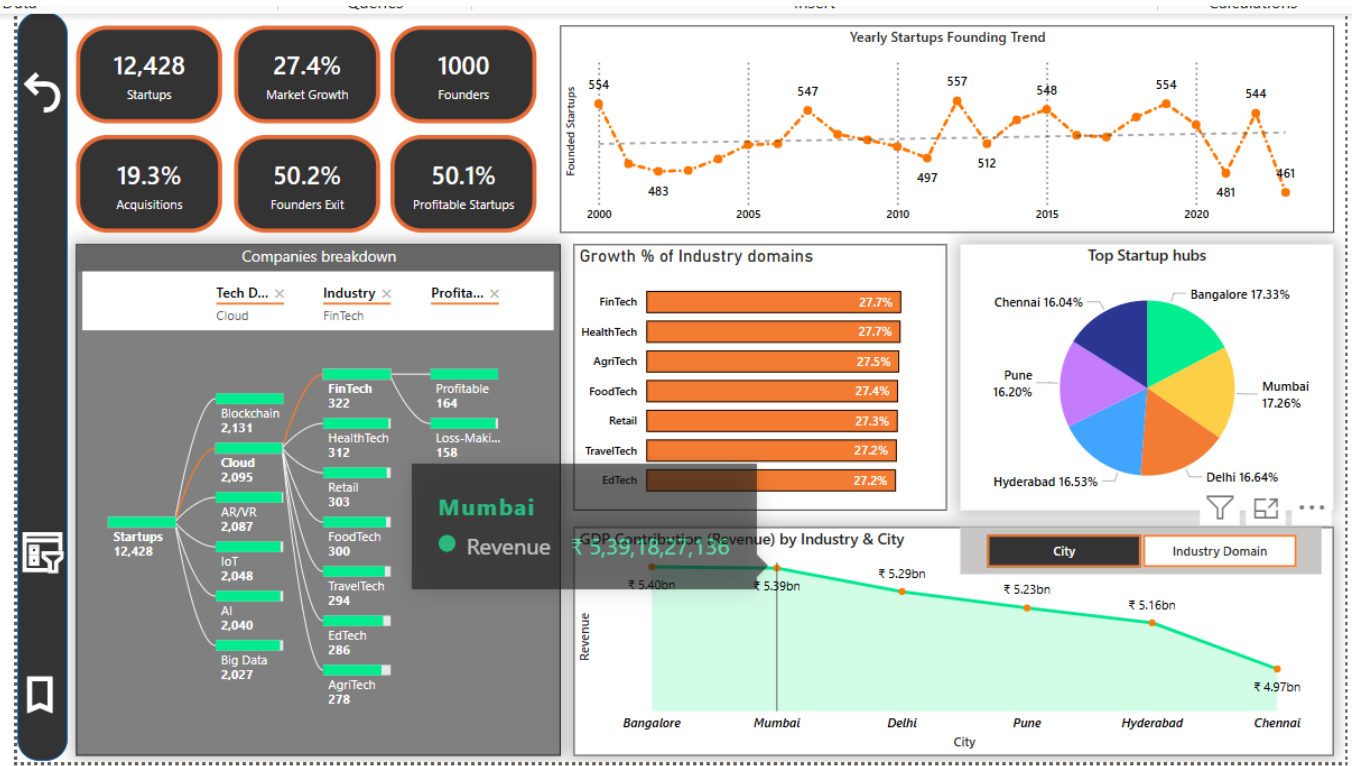 Data Queries Insert Calculations
12,428
Startups
27.4%
Market Growth
1000
Founders
19.3%
Acquisitions
50.2%
Founders Exit
50.1%
Profitable Startups
Yearly Startups Founding Trend
Founded Startups
554
483
547
497
557
512
548
554
481
544
461
2000
2005
2010
2015
2020
Companies breakdown
Tech D...
Cloud
Industry
FinTech
Profita...
Startups
12,428
Blockchain
2,131
Cloud
2,095
AR/VR
2,087
IoT
2,048
AI
2,040
Big Data
2,027
FinTech
322
HealthTech
312
Retail
303
FoodTech
300
TravelTech
294
EdTech
286
AgriTech
278
Profitable
164
Loss-Maki...
158
Growth % of Industry domains
FinTech 27.7%
HealthTech 27.7%
AgriTech 27.5%
FoodTech 27.4%
Retail 27.3%
TravelTech 27.2%
EdTech 27.2%
Top Startup hubs
Chennai 16.04%
Bangalore 17.33%
Pune
16.20%
Mumbai
17.26%
Hyderabad 16.53%
Delhi 16.64%
Mumbai
Revenue ₹ 5,39,18,27,136
GDP Contribution (Revenue) by Industry & City
City
Industry Domain
Revenue
₹ 5.40bn
₹ 5.39bn
₹ 5.29bn
₹ 5.23bn
₹ 5.16bn
₹ 4.97bn
Bangalore
Mumbai
Delhi
Pune
Hyderabad
Chennai
City